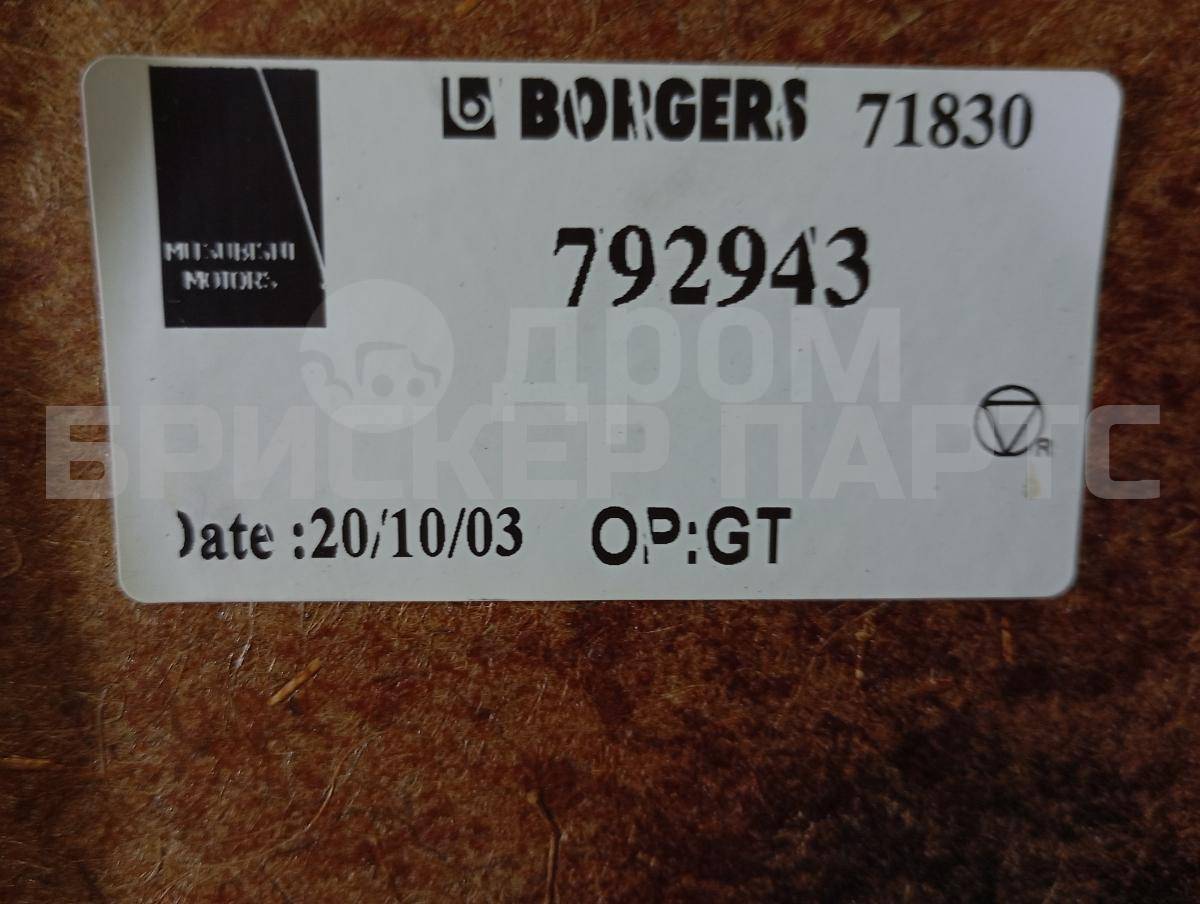 BORGERS 71830
MITSUBISHI
MOTORS
792943
ДРОМ
БРИСКЕР ПАРТС
R
Date :20/10/03 OP:GT